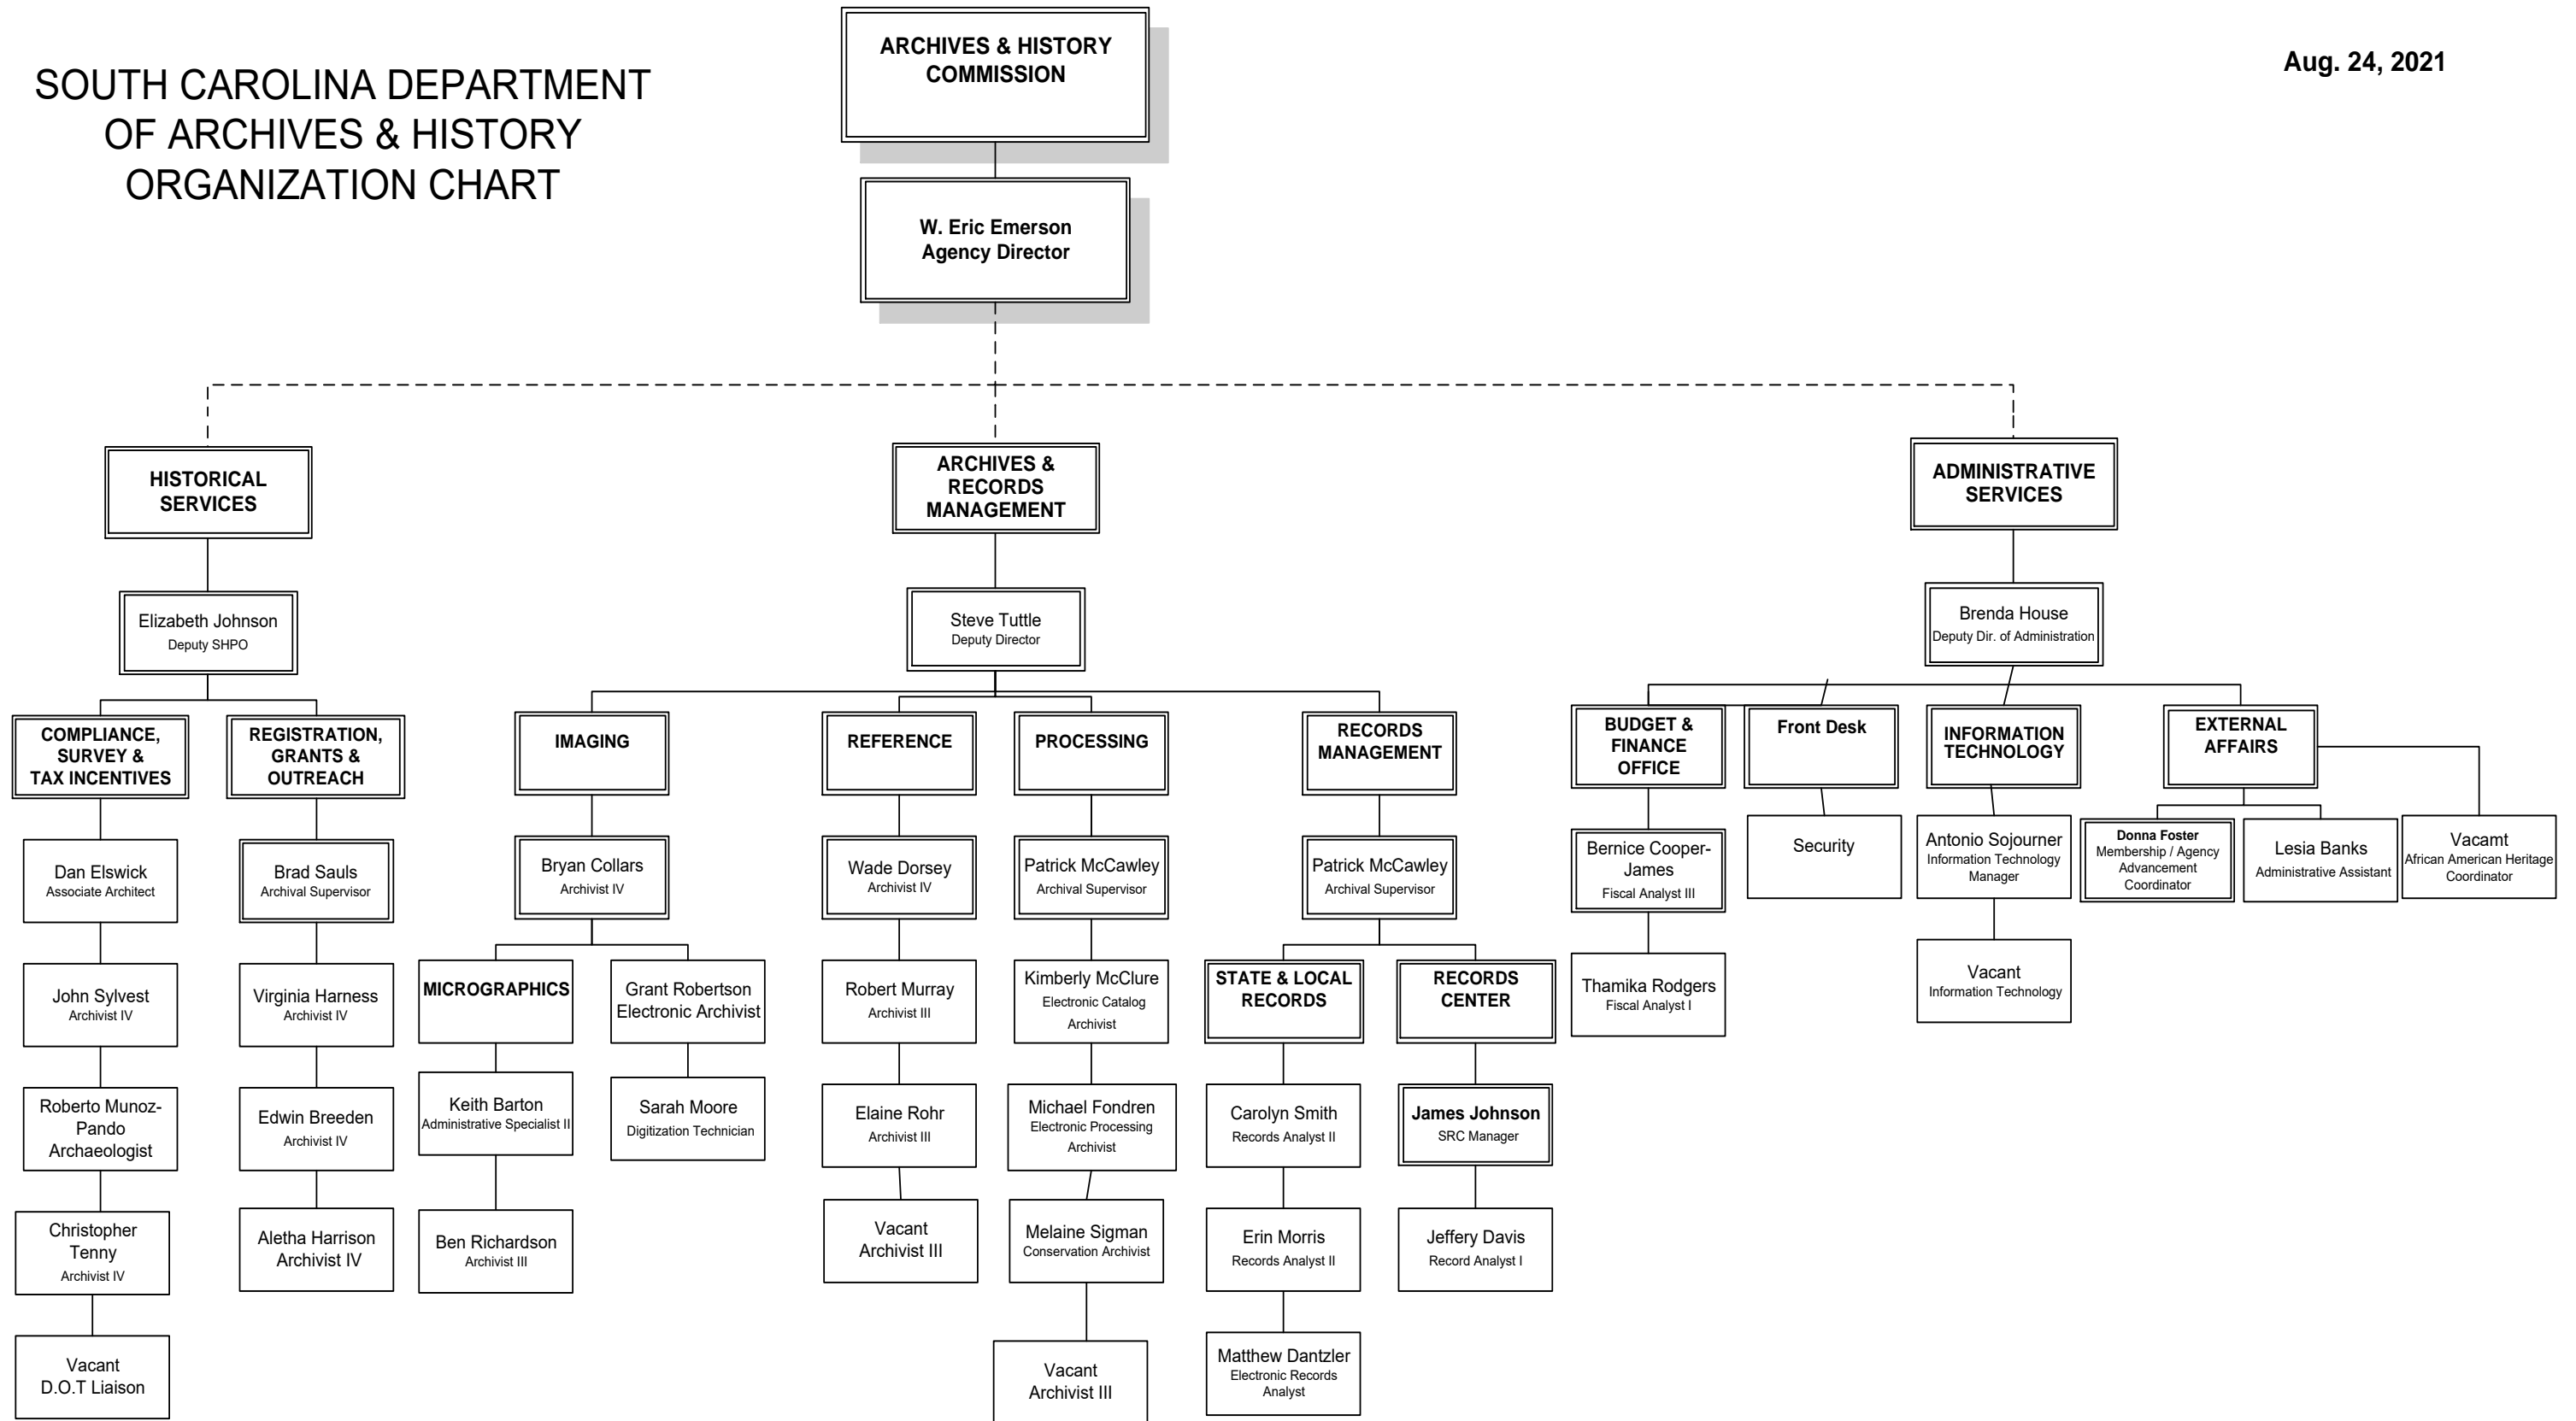 SOUTH CAROLINA DEPARTMENT
OF ARCHIVES & HISTORY
ORGANIZATION CHART
Aug. 24, 2021
ARCHIVES & HISTORY
COMMISSION
W. Eric Emerson
Agency Director
HISTORICAL
SERVICES
Elizabeth Johnson
Deputy SHPO
COMPLIANCE,
SURVEY &
TAX INCENTIVES
Dan Elswick
Associate Architect
John Sylvest
Archivist IV
Roberto Munoz-
Pando
Archaeologist
Christopher
Tenny
Archivist IV
Vacant
D.O.T Liaison
REGISTRATION,
GRANTS &
OUTREACH
Brad Sauls
Archival Supervisor
Virginia Harness
Archivist IV
Edwin Breeden
Archivist IV
Aletha Harrison
Archivist IV
ARCHIVES &
RECORDS
MANAGEMENT
Steve Tuttle
Deputy Director
IMAGING
Bryan Collars
Archivist IV
MICROGRAPHICS
Keith Barton
Administrative Specialist II
Ben Richardson
Archivist III
Grant Robertson
Electronic Archivist
Sarah Moore
Digitization Technician
REFERENCE
Wade Dorsey
Archivist IV
Robert Murray
Archivist III
Elaine Rohr
Archivist III
Vacant
Archivist III
PROCESSING
Patrick McCawley
Archival Supervisor
Kimberly McClure
Electronic Catalog
Archivist
Michael Fondren
Electronic Processing
Archivist
Melaine Sigman
Conservation Archivist
Vacant
Archivist III
RECORDS
MANAGEMENT
Patrick McCawley
Archival Supervisor
STATE & LOCAL
RECORDS
Carolyn Smith
Records Analyst II
Erin Morris
Records Analyst II
Matthew Dantzler
Electronic Records
Analyst
RECORDS
CENTER
James Johnson
SRC Manager
Jeffery Davis
Record Analyst I
ADMINISTRATIVE
SERVICES
Brenda House
Deputy Dir. of Administration
BUDGET &
FINANCE
OFFICE
Bernice Cooper-
James
Fiscal Analyst III
Thamika Rodgers
Fiscal Analyst I
Front Desk
Security
INFORMATION
TECHNOLOGY
Antonio Sojourner
Information Technology
Manager
Vacant
Information Technology
EXTERNAL
AFFAIRS
Donna Foster
Membership / Agency
Advancement
Coordinator
Lesia Banks
Administrative Assistant
Vacamt
African American Heritage
Coordinator